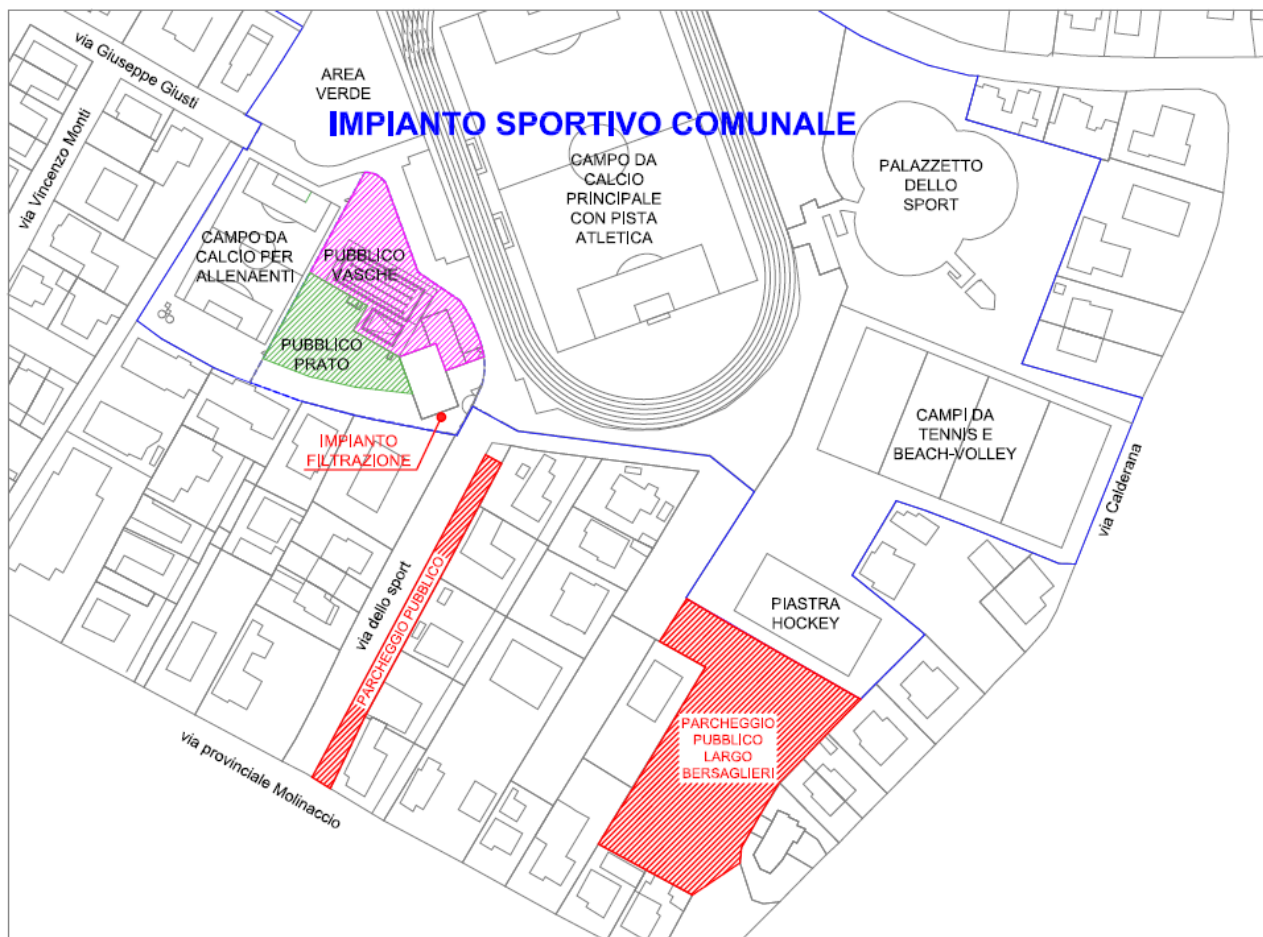 via Giuseppe Giusti
AREA
VERDE
IMPIANTO SPORTIVO COMUNALE
via Vincenzo Monti
CAMPO DA
CALCIO
PRINCIPALE
CON PISTA
ATLETICA
PALAZZETTO
DELLO
SPORT
CAMPO DA
CALCIO PER
ALLENAENTI
PUBBLICO
VASCHE
PUBBLICO
PRATO
IMPIANTO
FILTRAZIONE
CAMPI DA
TENNIS E
BEACH-VOLLEY
via Calderana
via dello sport
PARCHEGGIO PUBBLICO
PIASTRA
HOCKEY
PARCHEGGIO
PUBBLICO
LARGO
BERSAGLIERI
via provinciale Molinaccio